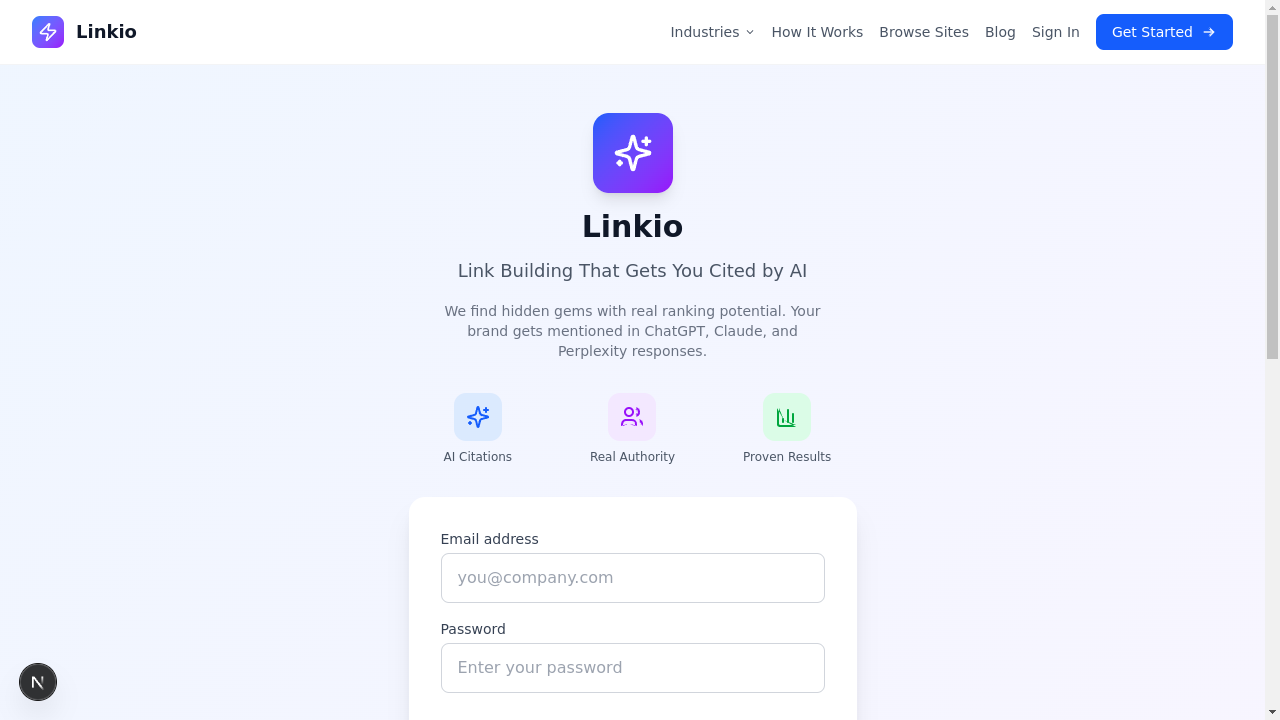 Linkio
Industries
How It Works
Browse Sites
Blog
Sign In
Get Started
Linkio
Link Building That Gets You Cited by AI
We find hidden gems with real ranking potential. Your
brand gets mentioned in ChatGPT, Claude, and
Perplexity responses.
AI Citations
Real Authority
Proven Results
Email address
you@company.com
Password
Enter your password
N